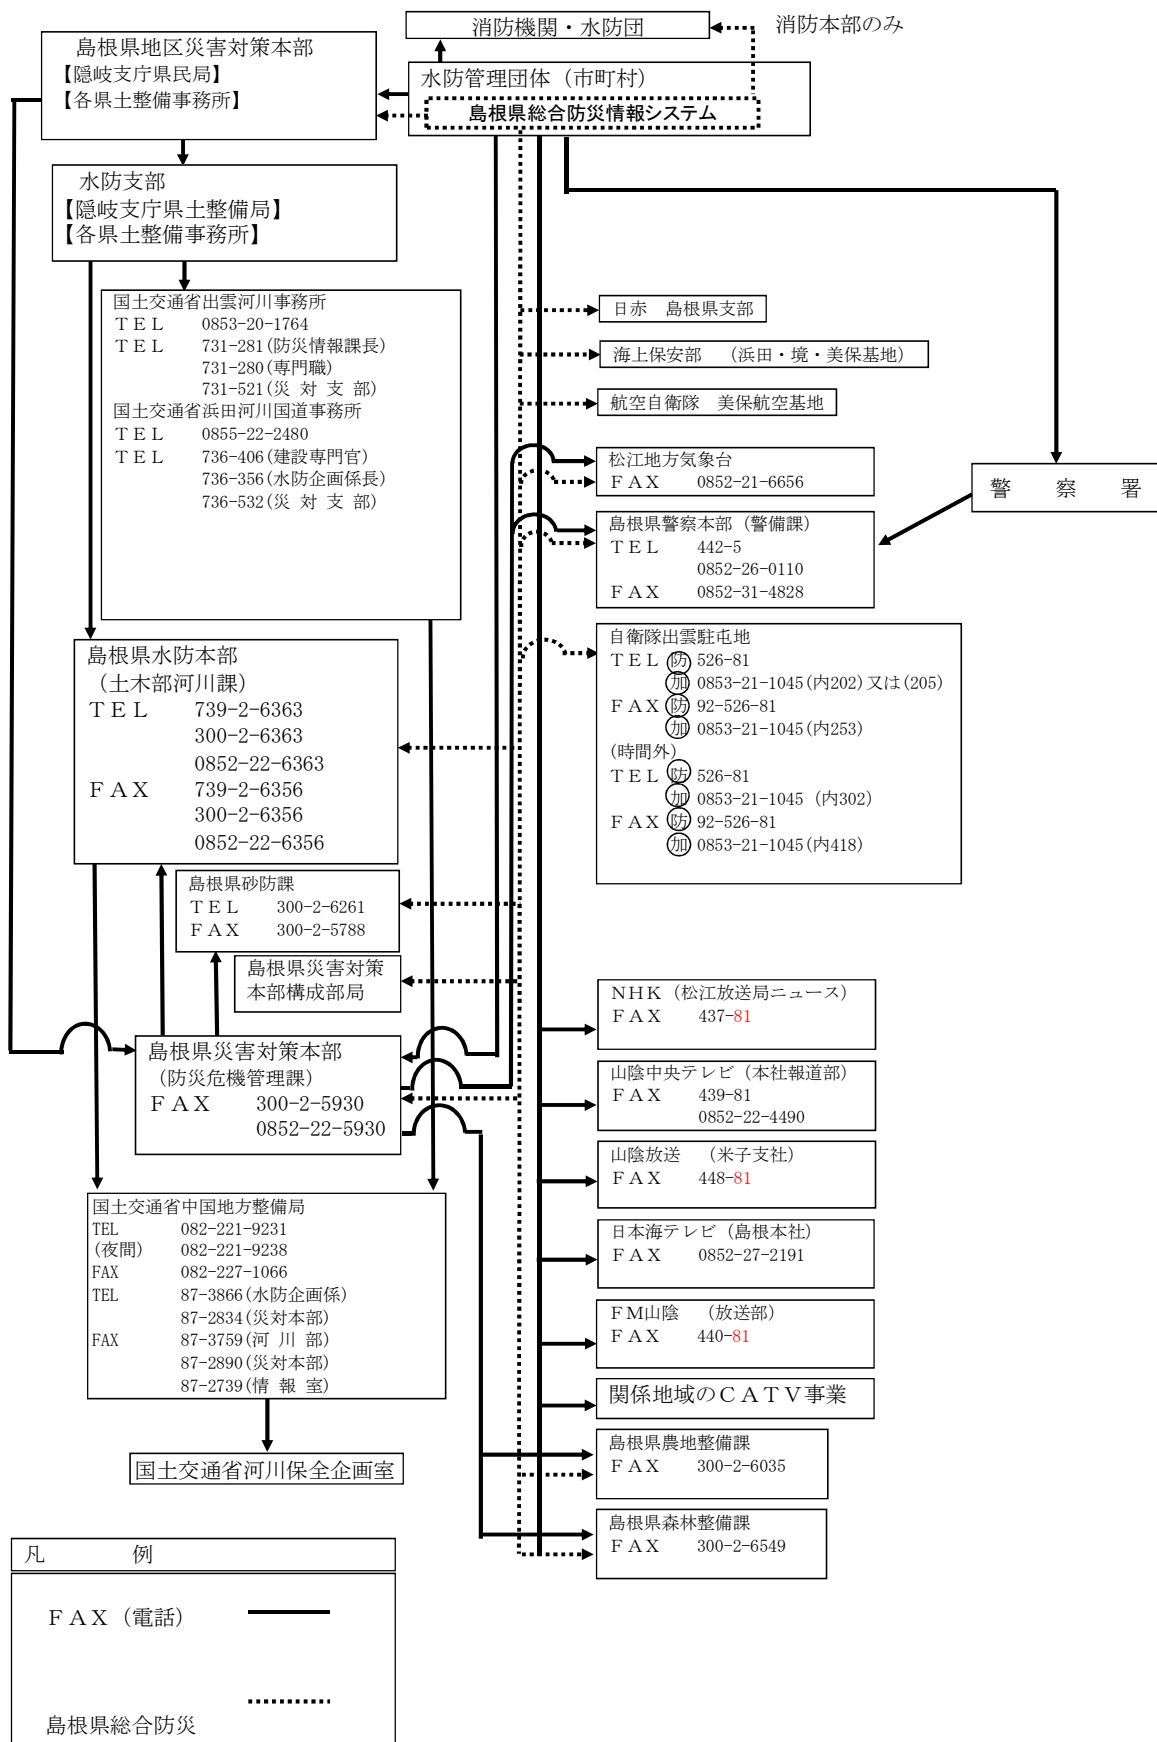 消防機関・水防団
消防本部のみ
島根県地区災害対策本部
【隠岐支庁県民局】
【各県土整備事務所】
水防管理団体（市町村）
島根県総合防災情報システム
水防支部
【隠岐支庁県土整備局】
【各県土整備事務所】
国土交通省出雲河川事務所
ＴＥＬ 0853-20-1764
ＴＥＬ 731-281(防災情報課長)
731-280(専門職)
731-521(災 対 支 部)
国土交通省浜田河川国道事務所
ＴＥＬ 0855-22-2480
ＴＥＬ 736-406(建設専門官)
736-356(水防企画係長)
736-532(災 対 支 部)
日赤　島根県支部
海上保安部　（浜田・境・美保基地）
航空自衛隊　美保航空基地
松江地方気象台
ＦＡＸ 0852-21-6656
警　察　署
島根県警察本部（警備課）
ＴＥＬ 442-5
0852-26-0110
ＦＡＸ 0852-31-4828
自衛隊出雲駐屯地
ＴＥＬ 防 526-81
加 0853-21-1045(内202)又は(205)
ＦＡＸ 防 92-526-81
加 0853-21-1045(内253)
(時間外)
ＴＥＬ 防 526-81
加 0853-21-1045（内302）
ＦＡＸ 防 92-526-81
加 0853-21-1045(内418)
島根県水防本部
（土木部河川課）
ＴＥＬ 739-2-6363
300-2-6363
0852-22-6363
ＦＡＸ 739-2-6356
300-2-6356
0852-22-6356
島根県砂防課
ＴＥＬ 300-2-6261
ＦＡＸ 300-2-5788
島根県災害対策
本部構成部局
島根県災害対策本部
（防災危機管理課）
ＦＡＸ 300-2-5930
0852-22-5930
ＮＨＫ（松江放送局ニュース）
ＦＡＸ 437-81
山陰中央テレビ（本社報道部）
ＦＡＸ 439-81
0852-22-4490
山陰放送　（米子支社）
ＦＡＸ 448-81
日本海テレビ（島根本社）
ＦＡＸ 0852-27-2191
ＦＭ山陰　（放送部）
ＦＡＸ 440-81
関係地域のＣＡＴＶ事業
島根県農地整備課
ＦＡＸ 300-2-6035
島根県森林整備課
ＦＡＸ 300-2-6549
国土交通省中国地方整備局
TEL 082-221-9231
(夜間) 082-221-9238
FAX 082-227-1066
TEL 87-3866(水防企画係)
87-2834(災対本部)
FAX 87-3759(河 川 部)
87-2890(災対本部)
87-2739(情 報 室)
国土交通省河川保全企画室
凡　　例
ＦＡＸ（電話）
島根県総合防災